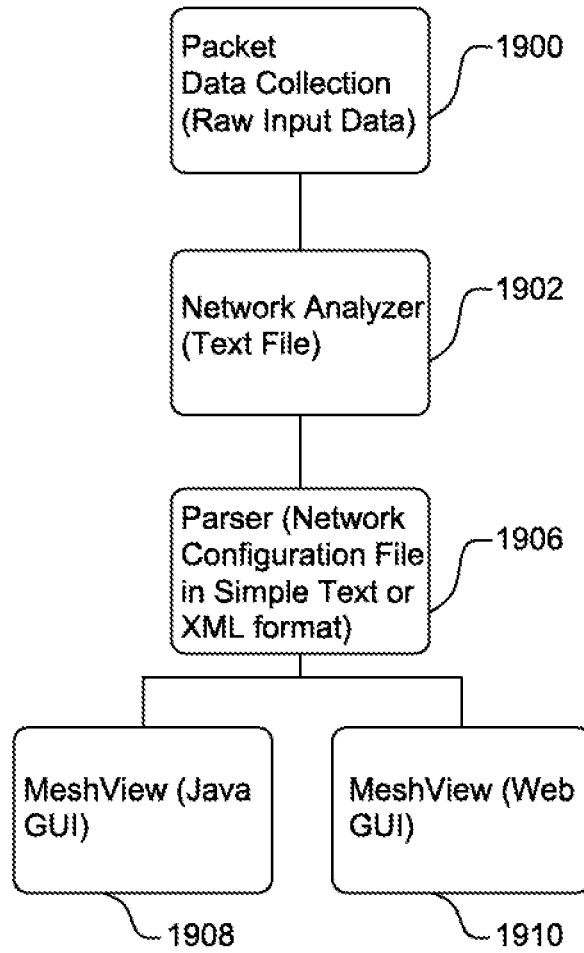 Packet
Data Collection
(Raw Input Data)
1900
Network Analyzer
(Text File)
1902
Parser (Network
Configuration File
in Simple Text or
XML format)
1906
MeshView (Java
GUI)
1908
MeshView (Web
GUI)
1910